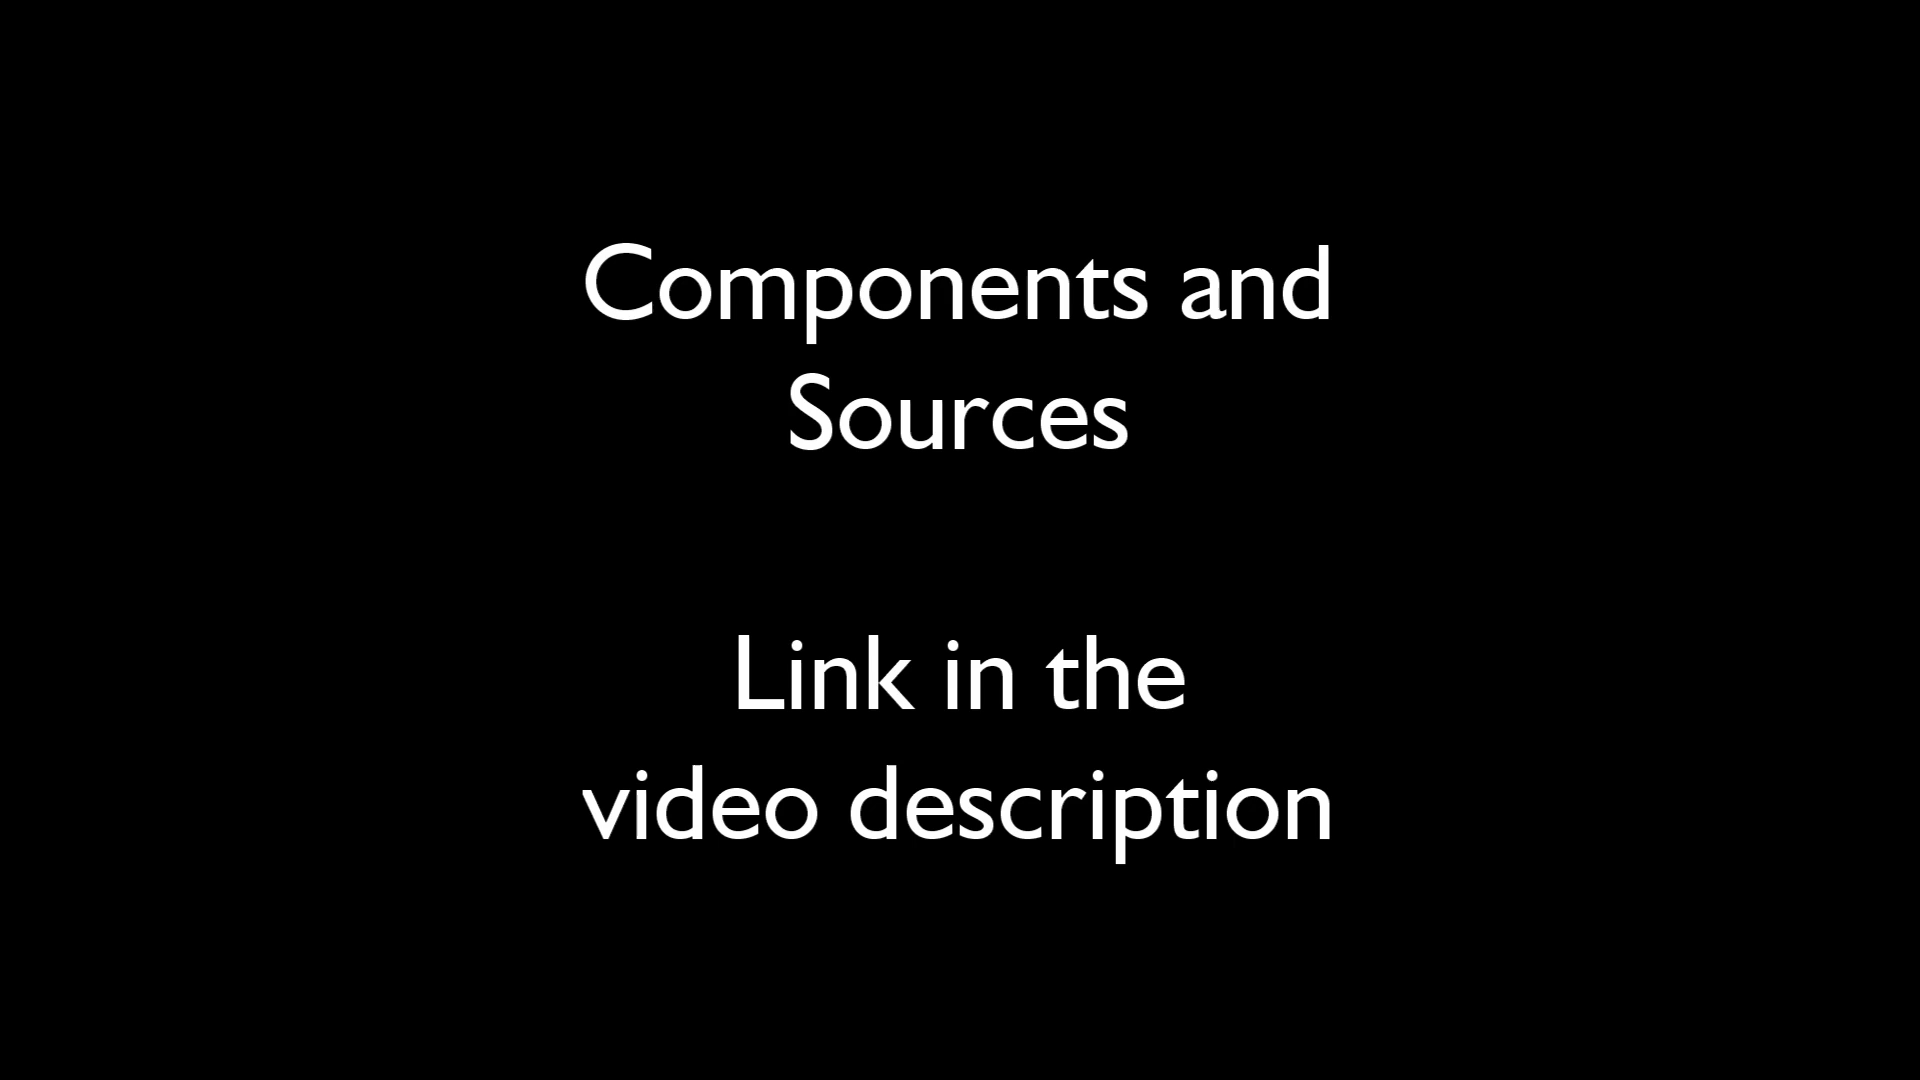 Components and
Sources
Link in the
video description